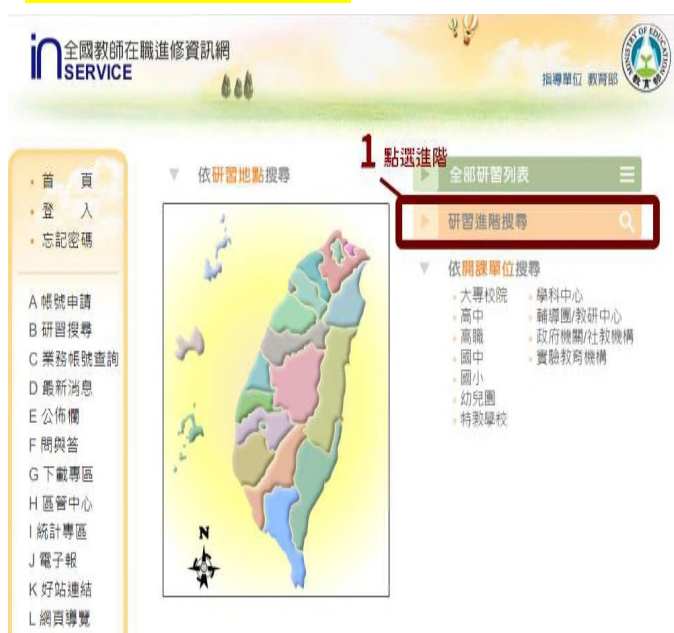 in 全國教師在職進修資訊網
SERVICE
指導單位 教育部
MINISTRY OF EDUCATION
教育部
1 點選進階
首 頁
登 入
忘記密碼
A 帳號申請
B 研習搜尋
C 業務帳號查詢
D 最新消息
E 公佈欄
F 問與答
G 下載專區
H 區管中心
I 統計專區
J 電子報
K 好站連結
L 網頁導覽
依研習地點搜尋
N
全部研習列表
研習進階搜尋
依開課單位搜尋
大專校院
高中
高職
國中
國小
幼兒園
特教學校
學科中心
輔導團/教研中心
政府機關/社教機構
實驗教育機構